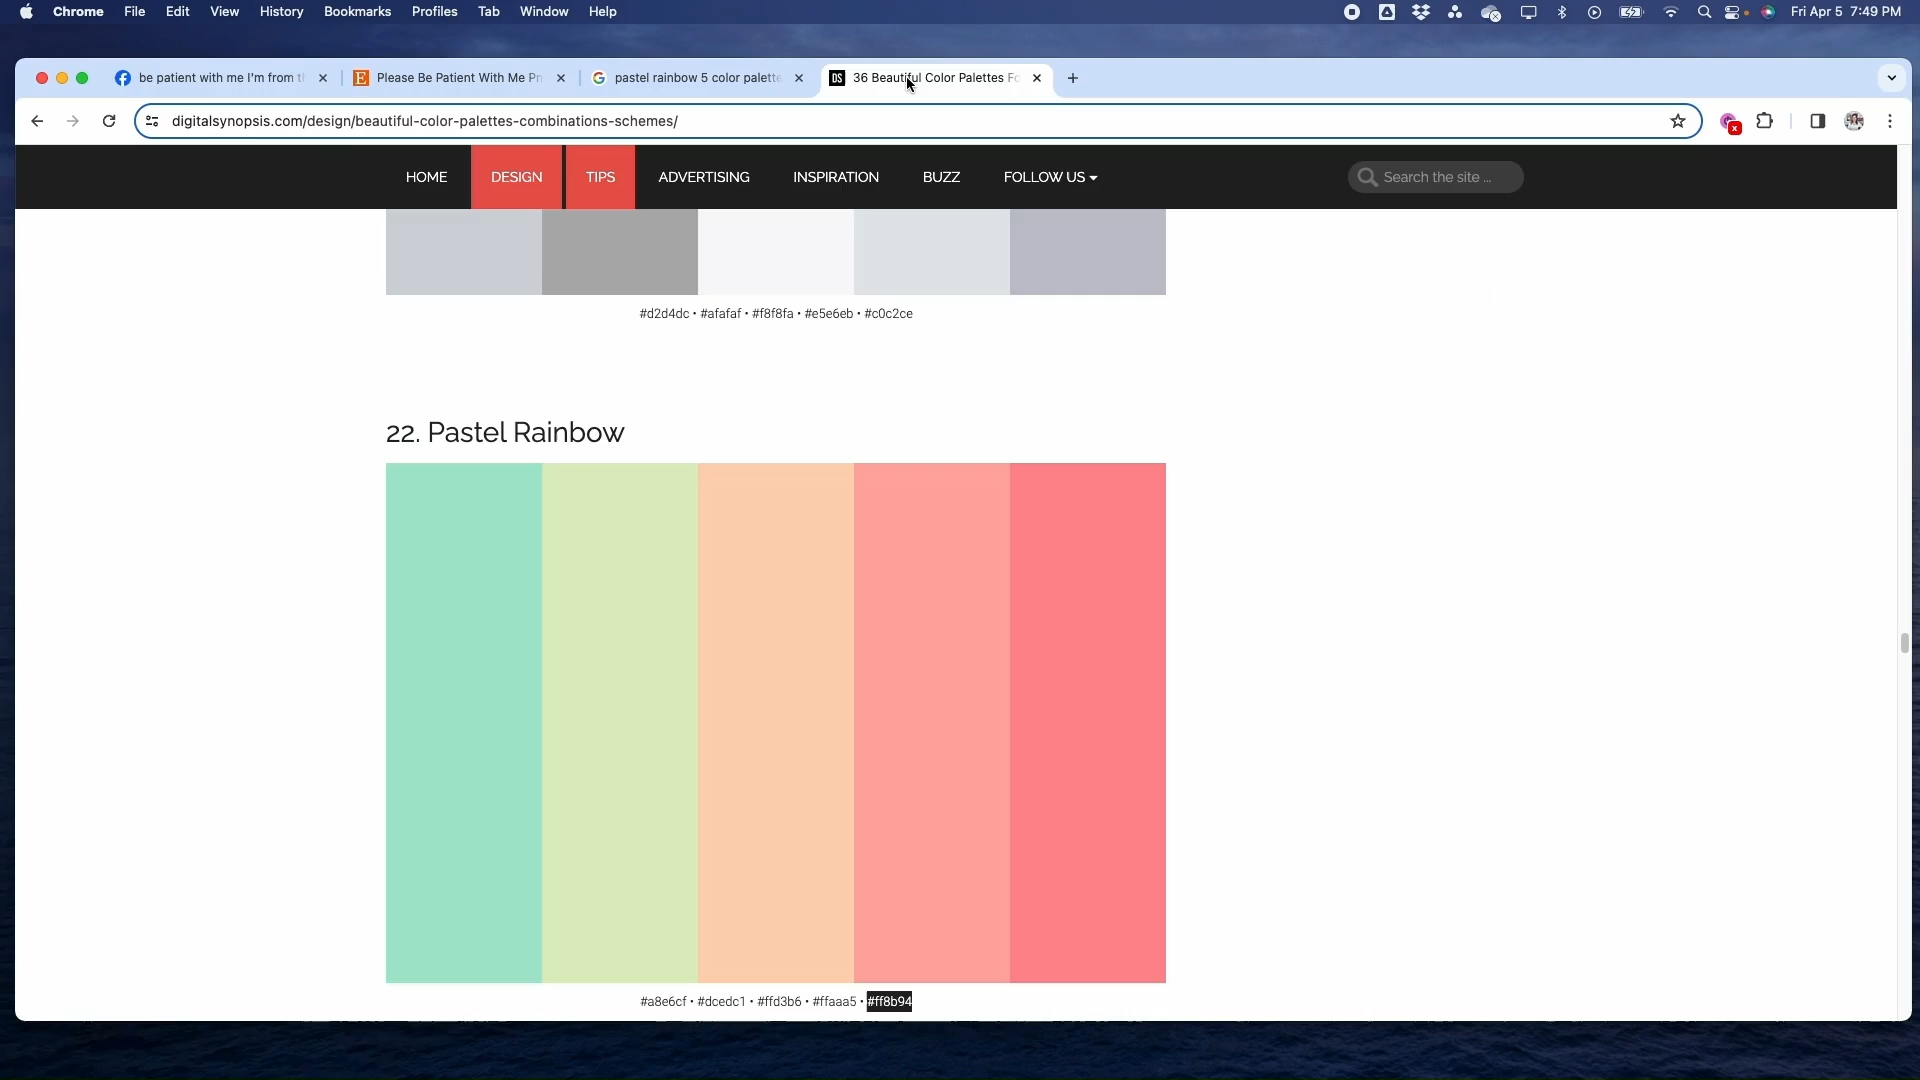 Chrome File Edit View History Bookmarks Profiles Tab Window Help Fri Apr 5 7:49 PM
be patient with me I'm from Please Be Patient With Me pastel rainbow 5 color palette 36 Beautiful Color Palettes
digitalsynopsis.com/design/beautiful-color-palettes-combinations-schemes/
HOME DESIGN TIPS ADVERTISING INSPIRATION BUZZ FOLLOW US Search the site ...
#d2d4dc • #afafaf • #f8f8fa • #e5e6eb • #c0c2ce
22. Pastel Rainbow
#a8e6cf • #dcedc1 • #ffd3b6 • #ffaaa5 • #ff8b94